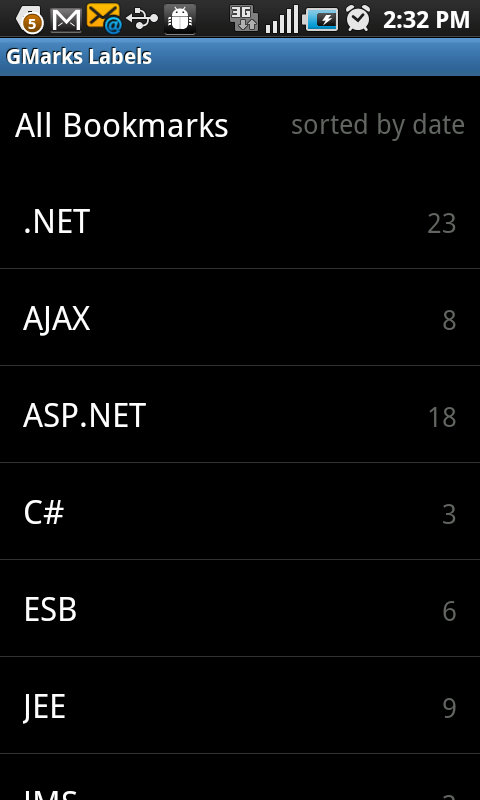 5 3G 2:32 PM
GMarks Labels
All Bookmarks sorted by date
.NET 23
AJAX 8
ASP.NET 18
C# 3
ESB 6
JEE 9
JMS